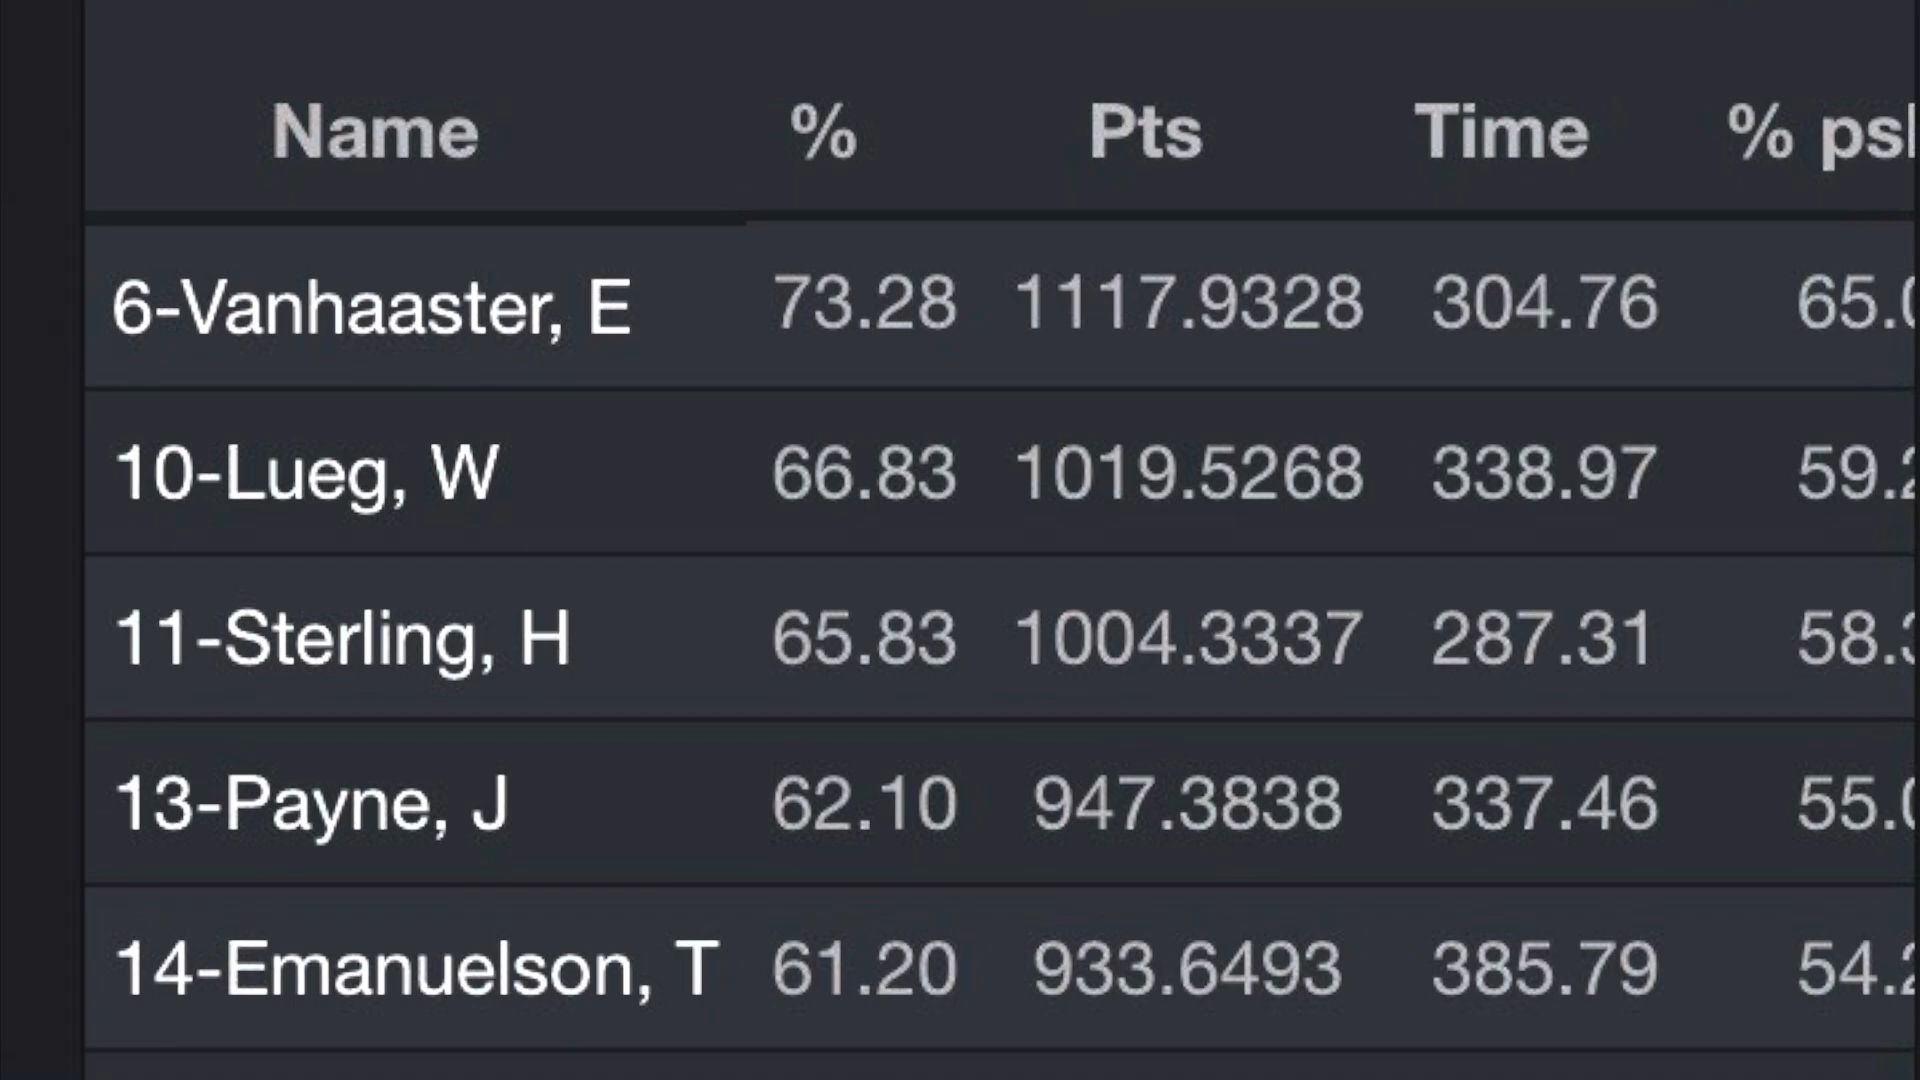 Name % Pts Time %
6-Vanhaaster, E 73.28 1117.9328 304.76
10-Lueg, W 66.83 1019.5268 338.97
11-Sterling, H 65.83 1004.3337 287.31
13-Payne, J 62.10 947.3838 337.46
14-Emanuelson, T 61.20 933.6493 385.79